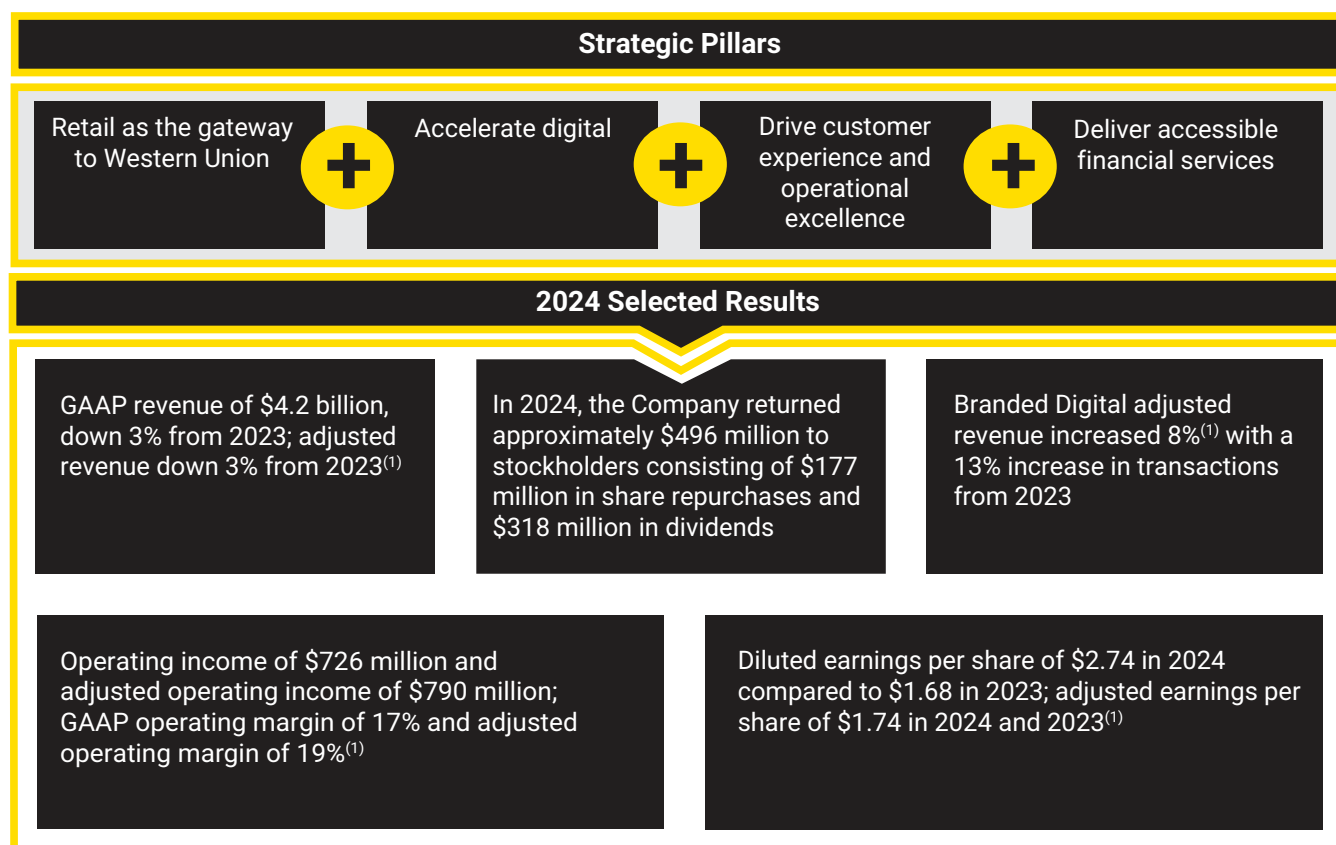 Strategic Pillars
Retail as the gateway
to Western Union
Accelerate digital
Drive customer
experience and
operational
excellence
Deliver accessible
financial services
2024 Selected Results
GAAP revenue of $4.2 billion,
down 3% from 2023; adjusted
revenue down 3% from 2023(1)
In 2024, the Company returned
approximately $496 million to
stockholders consisting of $177
million in share repurchases and
$318 million in dividends
Branded Digital adjusted
revenue increased 8%(1) with a
13% increase in transactions
from 2023
Operating income of $726 million and
adjusted operating income of $790 million;
GAAP operating margin of 17% and adjusted
operating margin of 19%(1)
Diluted earnings per share of $2.74 in 2024
compared to $1.68 in 2023; adjusted earnings per
share of $1.74 in 2024 and 2023(1)